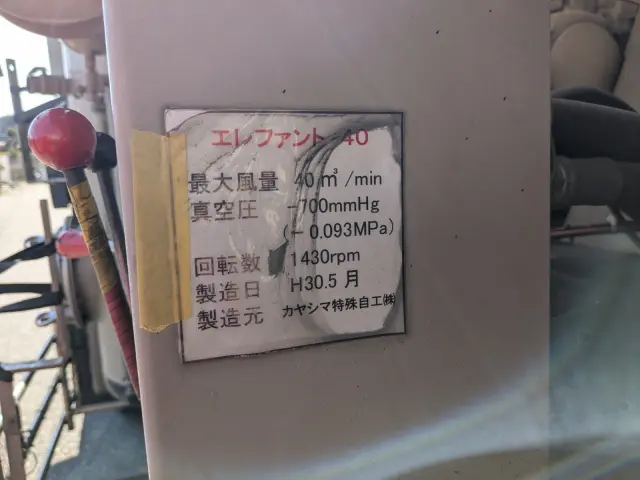 エレファント 40
最大風量 40 ㎥/min
真空圧 -700mmHg
(- 0.093MPa)
回転数 1430rpm
製造日 H30.5 月
製造元 カヤシマ特殊自工㈱